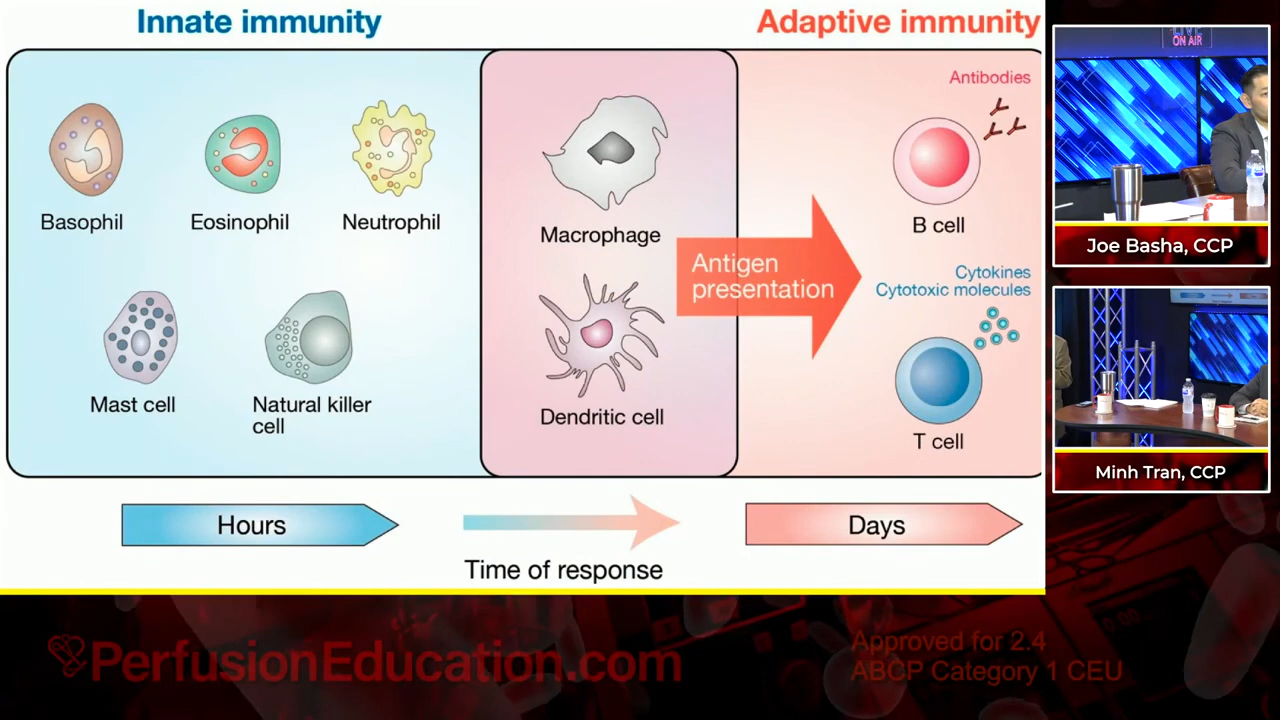 Innate immunity
Adaptive immunity
Basophil
Eosinophil
Neutrophil
Mast cell
Natural killer
cell
Macrophage
Dendritic cell
Antigen
presentation
Antibodies
B cell
Cytokines
Cytotoxic molecules
T cell
Hours
Time of response
Days
LIVE
ON AIR
Joe Basha, CCP
Minh Tran, CCP
PerfusionEducation.com
Approved for 2.4
ABCP Category 1 CEU